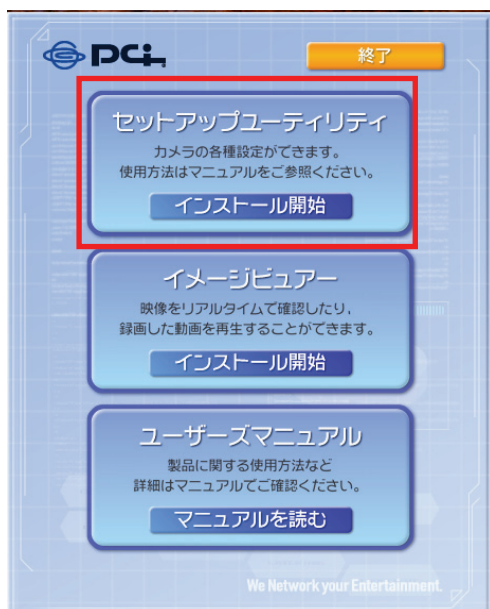 PCi
終了
セットアップユーティリティ
カメラの各種設定ができます。
使用方法はマニュアルをご参照ください。
インストール開始
イメージビュアー
映像をリアルタイムで確認したり、
録画した動画を再生することができます。
インストール開始
ユーザーズマニュアル
製品に関する使用方法など
詳細はマニュアルでご確認ください。
マニュアルを読む
We Network your Entertainment.